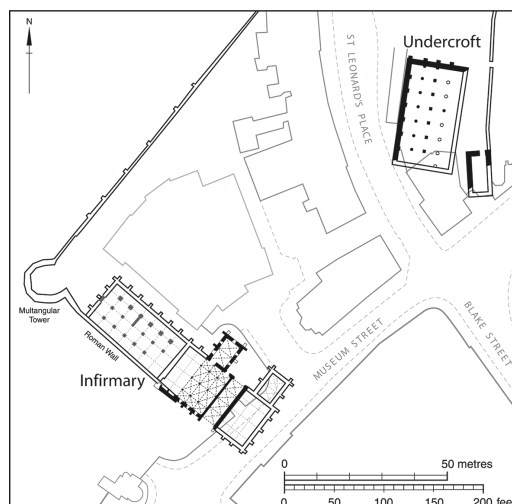 N
Undercroft
ST LEONARD'S PLACE
Multangular
Tower
Roman Wall
Infirmary
MUSEUM STREET
BLAKE STREET
0
50 metres
0
50
100
150
200 feet